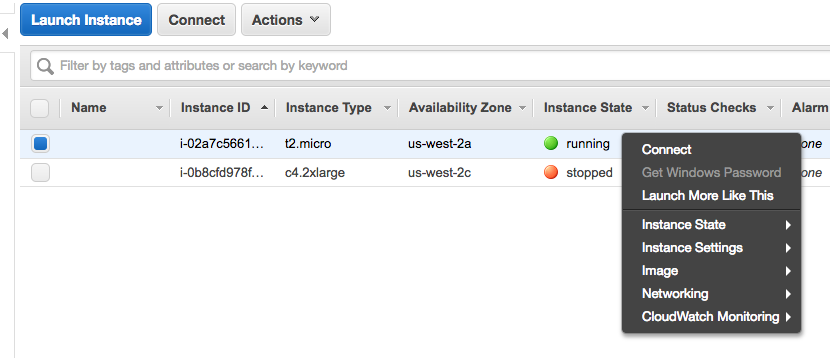 Launch Instance Connect Actions
Filter by tags and attributes or search by keyword
Name Instance ID Instance Type Availability Zone Instance State Status Checks Alarm
i-02a7c5661... t2.micro us-west-2a running one
i-0b8cfd978f... c4.2xlarge us-west-2c stopped one
Connect
Get Windows Password
Launch More Like This
Instance State
Instance Settings
Image
Networking
CloudWatch Monitoring